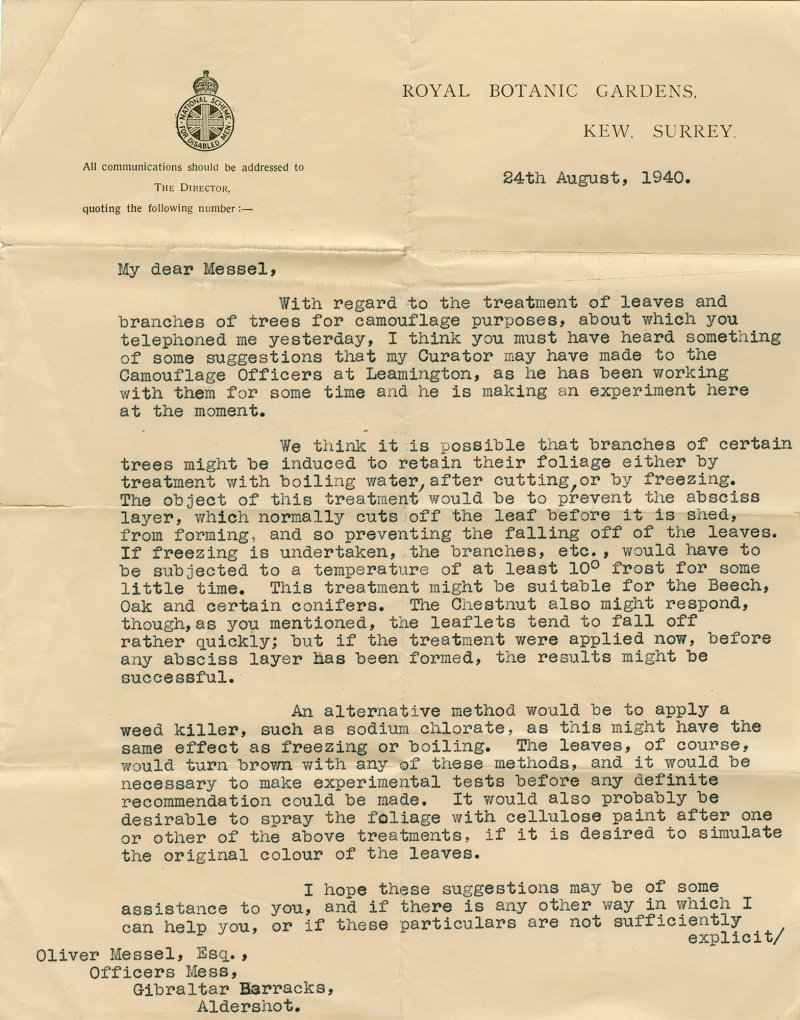 NATIONAL SCHEME
FOR DISABLED MEN
All communications should be addressed to
THE DIRECTOR,
quoting the following number:—
ROYAL BOTANIC GARDENS,
KEW, SURREY.
24th August, 1940.
My dear Messel,
With regard to the treatment of leaves and
branches of trees for camouflage purposes, about which you
telephoned me yesterday, I think you must have heard something
of some suggestions that my Curator may have made to the
Camouflage Officers at Leamington, as he has been working
with them for some time and he is making an experiment here
at the moment.
We think it is possible that branches of certain
trees might be induced to retain their foliage either by
treatment with boiling water, after cutting, or by freezing.
The object of this treatment would be to prevent the absciss
layer, which normally cuts off the leaf before it is shed,
from forming, and so preventing the falling off of the leaves.
If freezing is undertaken, the branches, etc., would have to
be subjected to a temperature of at least 10° frost for some
little time. This treatment might be suitable for the Beech,
Oak and certain conifers. The Chestnut also might respond,
though, as you mentioned, the leaflets tend to fall off
rather quickly; but if the treatment were applied now, before
any absciss layer has been formed, the results might be
successful.
An alternative method would be to apply a
weed killer, such as sodium chlorate, as this might have the
same effect as freezing or boiling. The leaves, of course,
would turn brown with any of these methods, and it would be
necessary to make experimental tests before any definite
recommendation could be made. It would also probably be
desirable to spray the foliage with cellulose paint after one
or other of the above treatments, if it is desired to simulate
the original colour of the leaves.
I hope these suggestions may be of some
assistance to you, and if there is any other way in which I
can help you, or if these particulars are not sufficiently
explicit/
Oliver Messel, Esq.,
Officers Mess,
Gibraltar Barracks,
Aldershot.